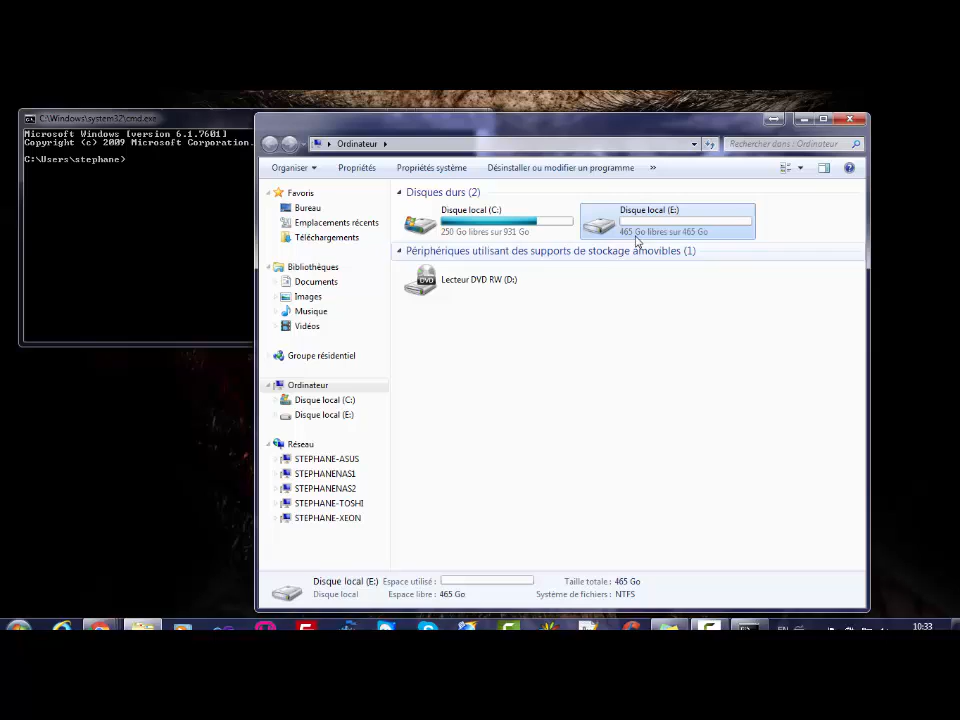 C:\Windows\system32\cmd.exe
Microsoft Windows [version 6.1.7601]
Copyright (c) 2009 Microsoft Corporation.
C:\Users\stephane>
Ordinateur
Rechercher dans : Ordinateur
Organiser Propriétés Propriétés système Désinstaller ou modifier un programme »
Favoris
Bureau
Emplacements récents
Téléchargements
Bibliothèques
Documents
Images
Musique
Vidéos
Groupe résidentiel
Ordinateur
Disque local (C:)
Disque local (E:)
Réseau
STEPHANE-ASUS
STEPHANENAS1
STEPHANENAS2
STEPHANE-TOSHI
STEPHANE-XEON
Disques durs (2)
Disque local (C:)
250 Go libres sur 931 Go
Disque local (E:)
465 Go libres sur 465 Go
Périphériques utilisant des supports de stockage amovibles (1)
DVD
Lecteur DVD RW (D:)
Disque local (E:) Espace utilisé : Taille totale : 465 Go
Disque local Espace libre : 465 Go Système de fichiers : NTFS
10:33